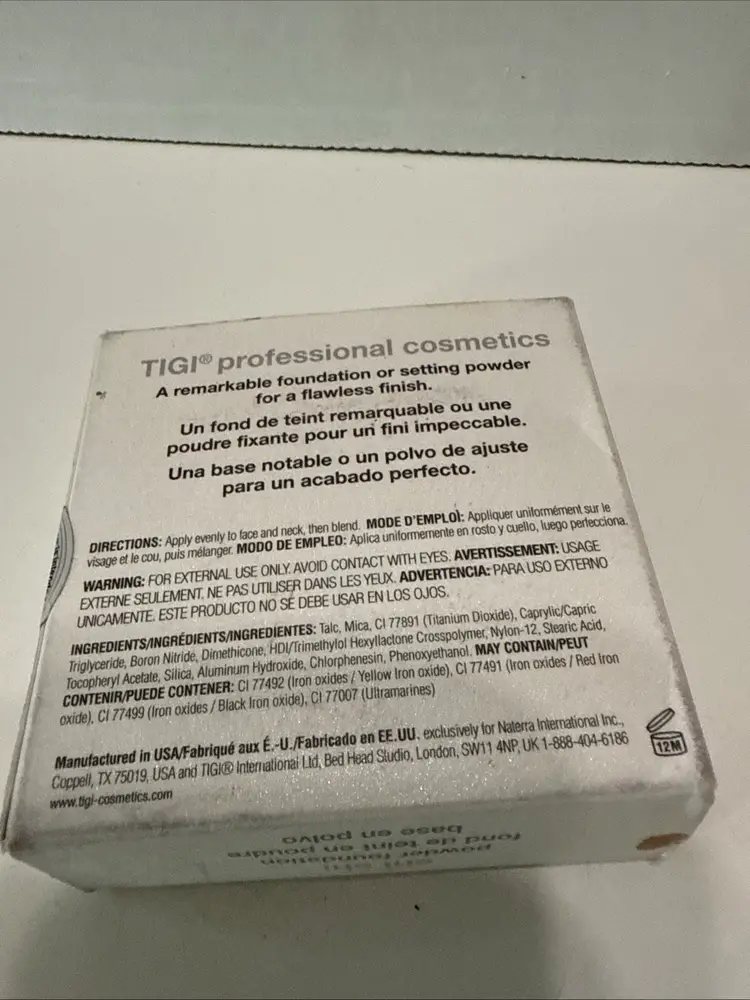 TIGI® professional cosmetics
A remarkable foundation or setting powder
for a flawless finish.
Un fond de teint remarquable ou une
poudre fixante pour un fini impeccable.
Una base notable o un polvo de ajuste
para un acabado perfecto.
DIRECTIONS: Apply evenly to face and neck, then blend. MODE D'EMPLOI: Appliquer uniformément sur le
visage et le cou, puis mélanger. MODO DE EMPLEO: Aplica uniformemente en rosto y cuello, luego perfecciona.
WARNING: FOR EXTERNAL USE ONLY. AVOID CONTACT WITH EYES. AVERTISSEMENT: USAGE
EXTERNE SEULEMENT. NE PAS UTILISER DANS LES YEUX. ADVERTENCIA: PARA USO EXTERNO
UNICAMENTE. ESTE PRODUCTO NO SE DEBE USAR EN LOS OJOS.
INGREDIENTS/INGRÉDIENTS/INGREDIENTES: Talc, Mica, CI 77891 (Titanium Dioxide), Caprylic/Capric
Triglyceride, Boron Nitride, Dimethicone, HDI/Trimethylol Hexyllactone Crosspolymer, Nylon-12, Stearic Acid,
Tocopheryl Acetate, Silica, Aluminum Hydroxide, Chlorphenesin, Phenoxyethanol. MAY CONTAIN/PEUT
CONTENIR/PUEDE CONTENER: CI 77492 (Iron oxides / Yellow Iron oxide), CI 77491 (Iron oxides / Red Iron
oxide), CI 77499 (Iron oxides / Black Iron oxide), CI 77007 (Ultramarines)
Manufactured in USA/Fabriqué aux É.-U./Fabricado en EE.UU. exclusively for Naterra International Inc.,
Coppell, TX 75019, USA and TIGI® International Ltd, Bed Head Studio, London, SW11 4NP, UK 1-888-404-6186
www.tigi-cosmetics.com
12M
powder foundation
fond de teint en poudre
base en polvo